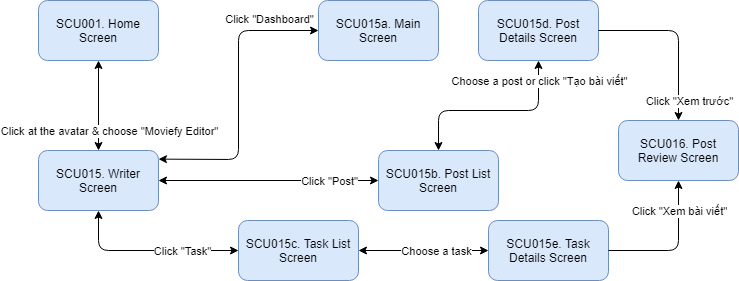 SCU001. Home
Screen
Click "Dashboard"
SCU015a. Main
Screen
SCU015d. Post
Details Screen
Choose a post or click "Tạo bài viết"
Click "Xem trước"
Click at the avatar & choose "Moviefy Editor"
SCU015. Writer
Screen
Click "Post"
SCU015b. Post List
Screen
SCU016. Post
Review Screen
Click "Xem bài viết"
Click "Task"
SCU015c. Task List
Screen
Choose a task
SCU015e. Task
Details Screen